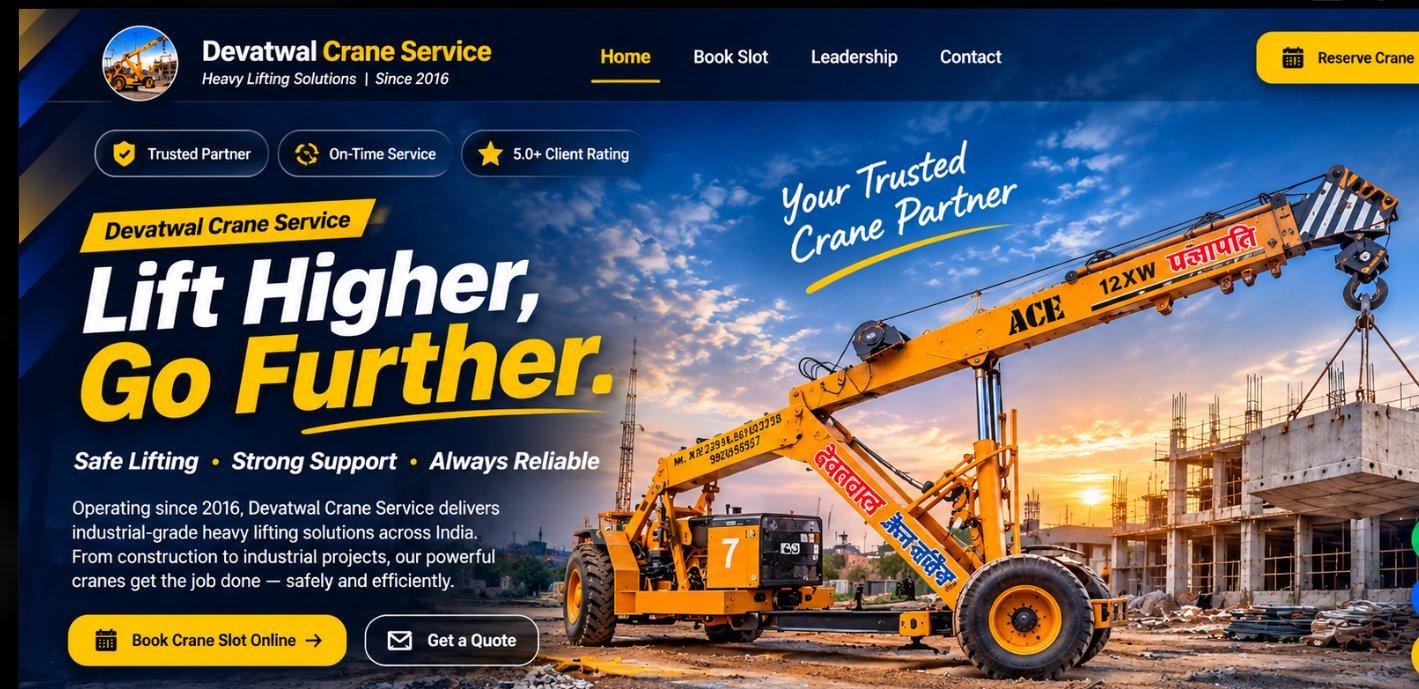 Devatwal Crane Service
Heavy Lifting Solutions | Since 2016
Home
Book Slot
Leadership
Contact
Reserve Crane
Trusted Partner
On-Time Service
5.0+ Client Rating
Devatwal Crane Service
Lift Higher,
Go Further.
Safe Lifting • Strong Support • Always Reliable
Operating since 2016, Devatwal Crane Service delivers
industrial-grade heavy lifting solutions across India.
From construction to industrial projects, our powerful
cranes get the job done — safely and efficiently.
Book Crane Slot Online →
Get a Quote
Your Trusted
Crane Partner
ACE
12XW
7